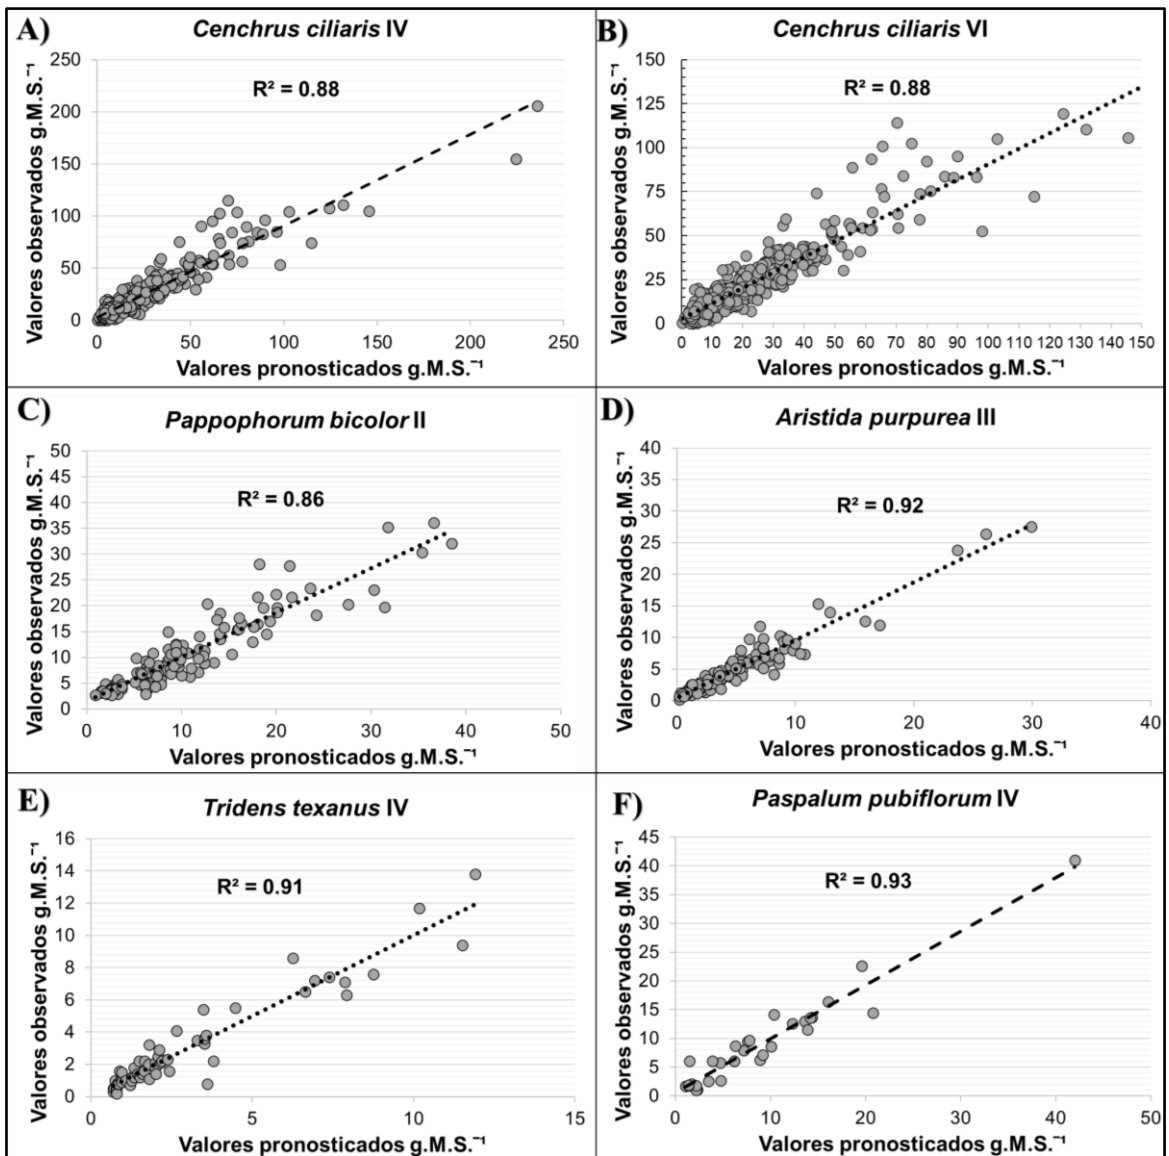 A)
Cenchrus ciliaris IV
R² = 0.88
Valores observados g.M.S.⁻¹
250
200
150
100
50
0
0 50 100 150 200 250
Valores pronosticados g.M.S.⁻¹
B)
Cenchrus ciliaris VI
R² = 0.88
Valores observados g.M.S.⁻¹
150
125
100
75
50
25
0
0 10 20 30 40 50 60 70 80 90 100 110 120 130 140 150
Valores pronosticados g.M.S.⁻¹
C)
Pappophorum bicolor II
R² = 0.86
Valores observados g.M.S.⁻¹
50
45
40
35
30
25
20
15
10
5
0
0 10 20 30 40 50
Valores pronosticados g.M.S.⁻¹
D)
Aristida purpurea III
R² = 0.92
Valores observados g.M.S.⁻¹
40
35
30
25
20
15
10
5
0
0 10 20 30 40
Valores pronosticados g.M.S.⁻¹
E)
Tridens texanus IV
R² = 0.91
Valores observados g.M.S.⁻¹
16
14
12
10
8
6
4
2
0
0 5 10 15
Valores pronosticados g.M.S.⁻¹
F)
Paspalum pubiflorum IV
R² = 0.93
Valores observados g.M.S.⁻¹
45
40
35
30
25
20
15
10
5
0
0 10 20 30 40 50
Valores pronosticados g.M.S.⁻¹